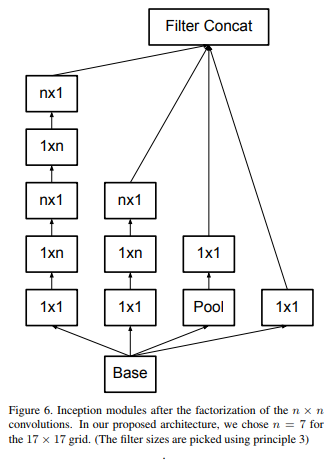 Filter Concat
nx1
1xn
nx1
nx1
1xn
1xn
1x1
1x1
1x1
Pool
1x1
Base
Figure 6. Inception modules after the factorization of the n × n
convolutions. In our proposed architecture, we chose n = 7 for
the 17 × 17 grid. (The filter sizes are picked using principle 3)